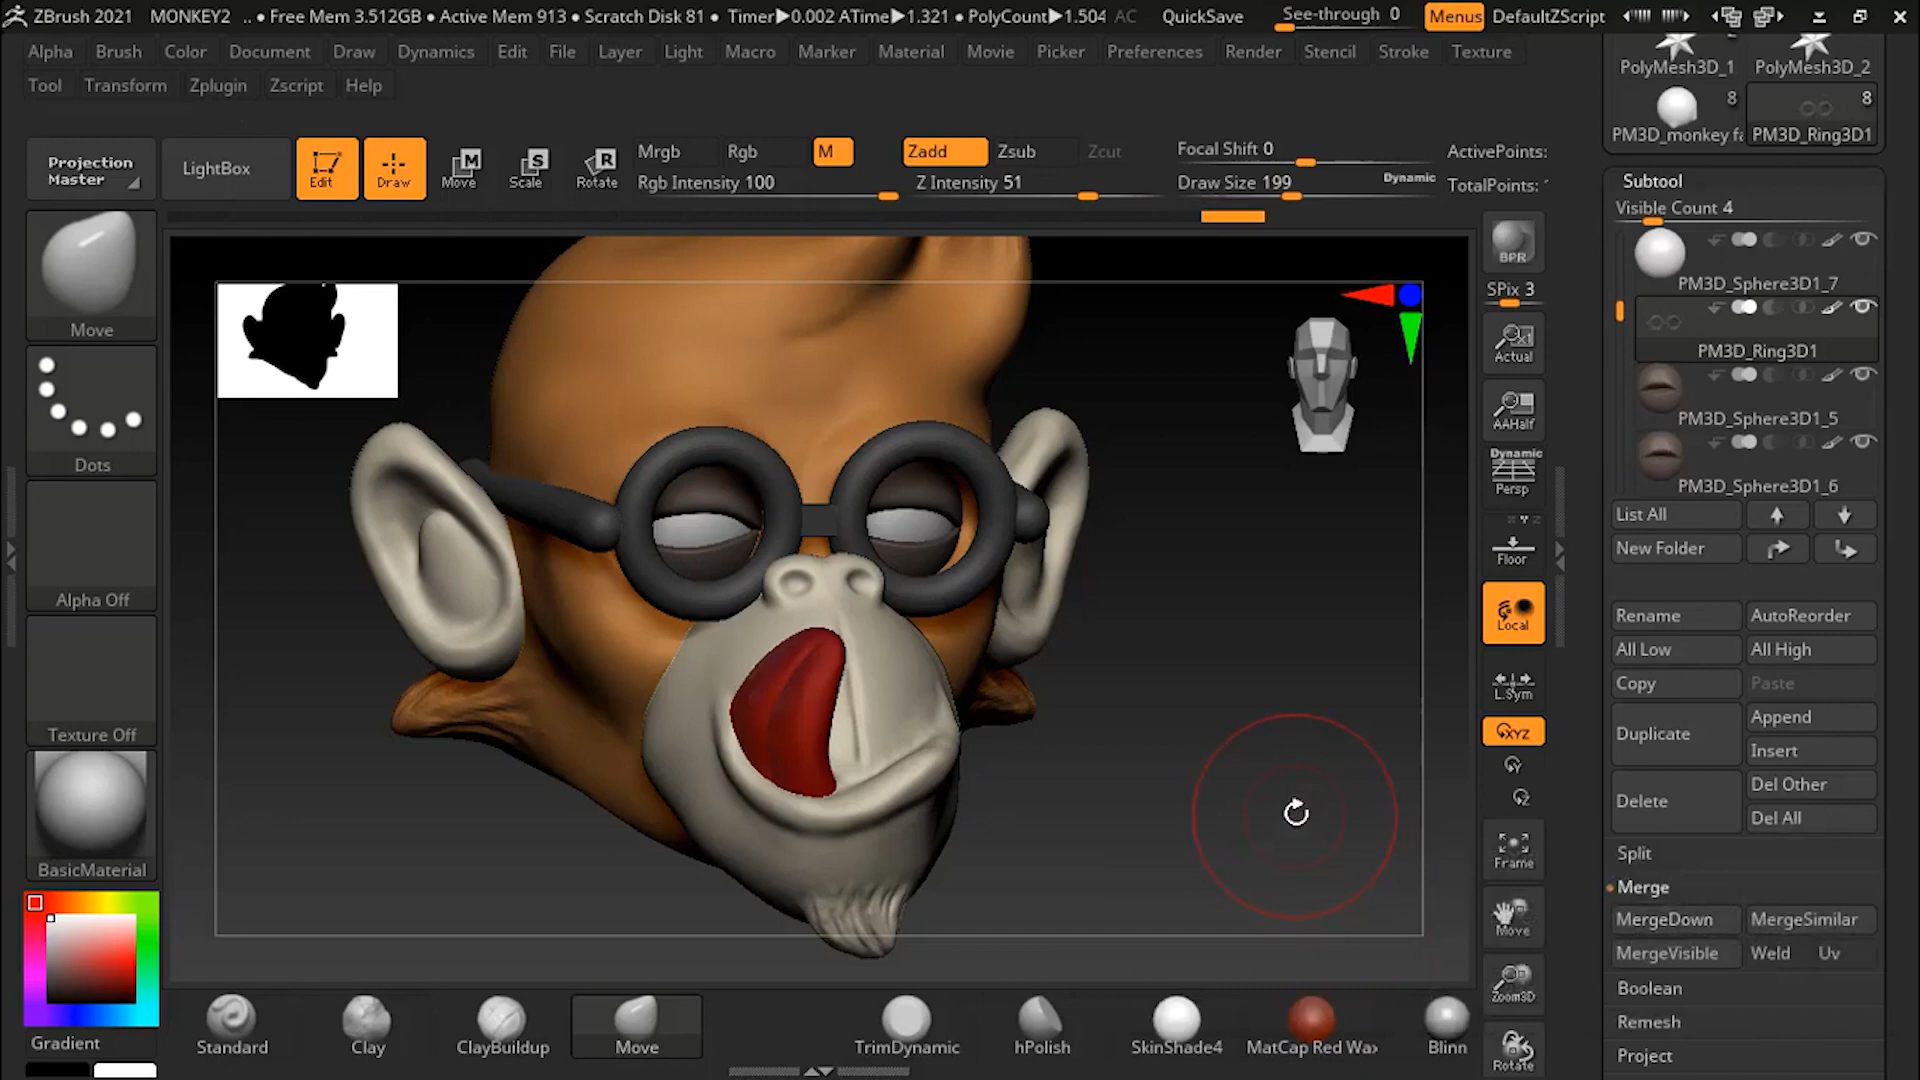 ZBrush 2021 MONKEY2 .. • Free Mem 3.512GB • Active Mem 913 • Scratch Disk 81 • Timer▶0.002 ATime▶1.321 • PolyCount▶1.504 AC QuickSave See-through 0 Menus DefaultZScript
Alpha Brush Color Document Draw Dynamics Edit File Layer Light Macro Marker Material Movie Picker Preferences Render Stencil Stroke Texture
Tool Transform Zplugin Zscript Help
PolyMesh3D_1 PolyMesh3D_2
8 8
PM3D_monkey fa PM3D_Ring3D1
Projection
Master
LightBox
Edit Draw Move Scale Rotate
M S R
Mrgb Rgb M Zadd Zsub Zcut
Rgb Intensity 100 Z Intensity 51
Focal Shift 0
Draw Size 199 Dynamic
ActivePoints:
TotalPoints:
Move
Dots
Alpha Off
Texture Off
BasicMaterial
Gradient
BPR
SPix 3
Actual
AAHalf
Dynamic
Persp
Floor
Local
L.Sym
XYZ
Y
Z
Frame
Move
Zoom3D
Rotate
Subtool
Visible Count 4
PM3D_Sphere3D1_7
PM3D_Ring3D1
PM3D_Sphere3D1_5
PM3D_Sphere3D1_6
List All
New Folder
Rename AutoReorder
All Low All High
Copy Paste
Duplicate Append
Insert
Delete Del Other
Del All
Split
Merge
MergeDown MergeSimilar
MergeVisible Weld Uv
Boolean
Remesh
Project
Standard Clay ClayBuildup Move TrimDynamic hPolish SkinShade4 MatCap Red Wax Blinn